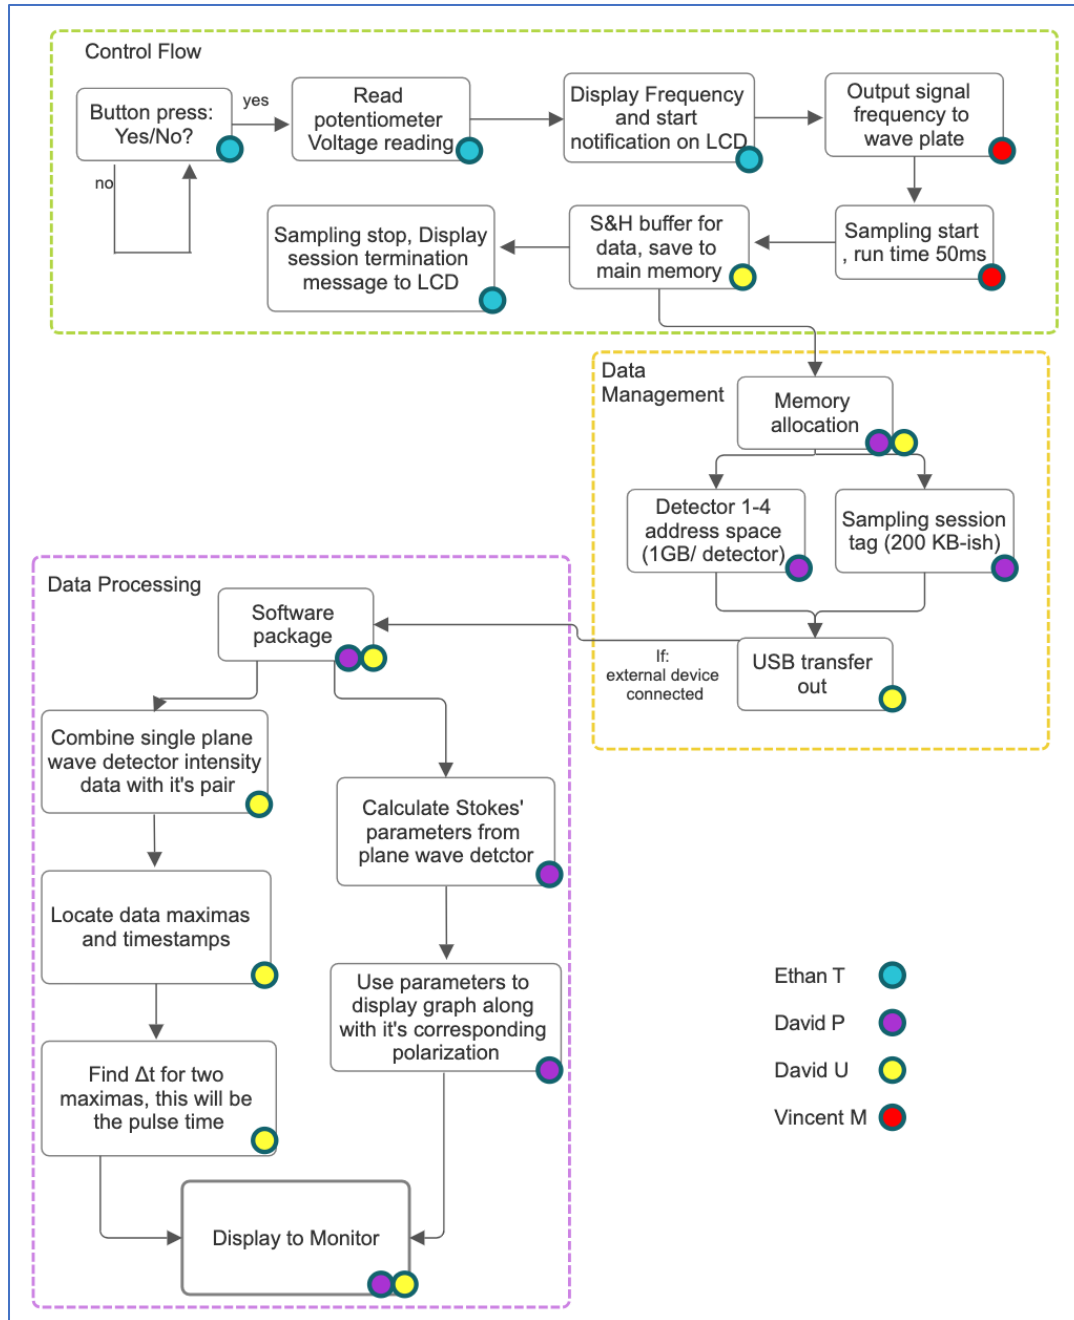 Control Flow
Button press:
Yes/No?
yes
no
Read
potentiometer
Voltage reading
Display Frequency
and start
notification on LCD
Output signal
frequency to
wave plate
Sampling stop, Display
session termination
message to LCD
S&H buffer for
data, save to
main memory
Sampling start
, run time 50ms
Data
Management
Memory
allocation
Detector 1-4
address space
(1GB/ detector)
Sampling session
tag (200 KB-ish)
USB transfer
out
If:
external device
connected
Data Processing
Software
package
Combine single plane
wave detector intensity
data with it's pair
Calculate Stokes'
parameters from
plane wave detctor
Locate data maximas
and timestamps
Use parameters to
display graph along
with it's corresponding
polarization
Find Δt for two
maximas, this will be
the pulse time
Display to Monitor
Ethan T
David P
David U
Vincent M